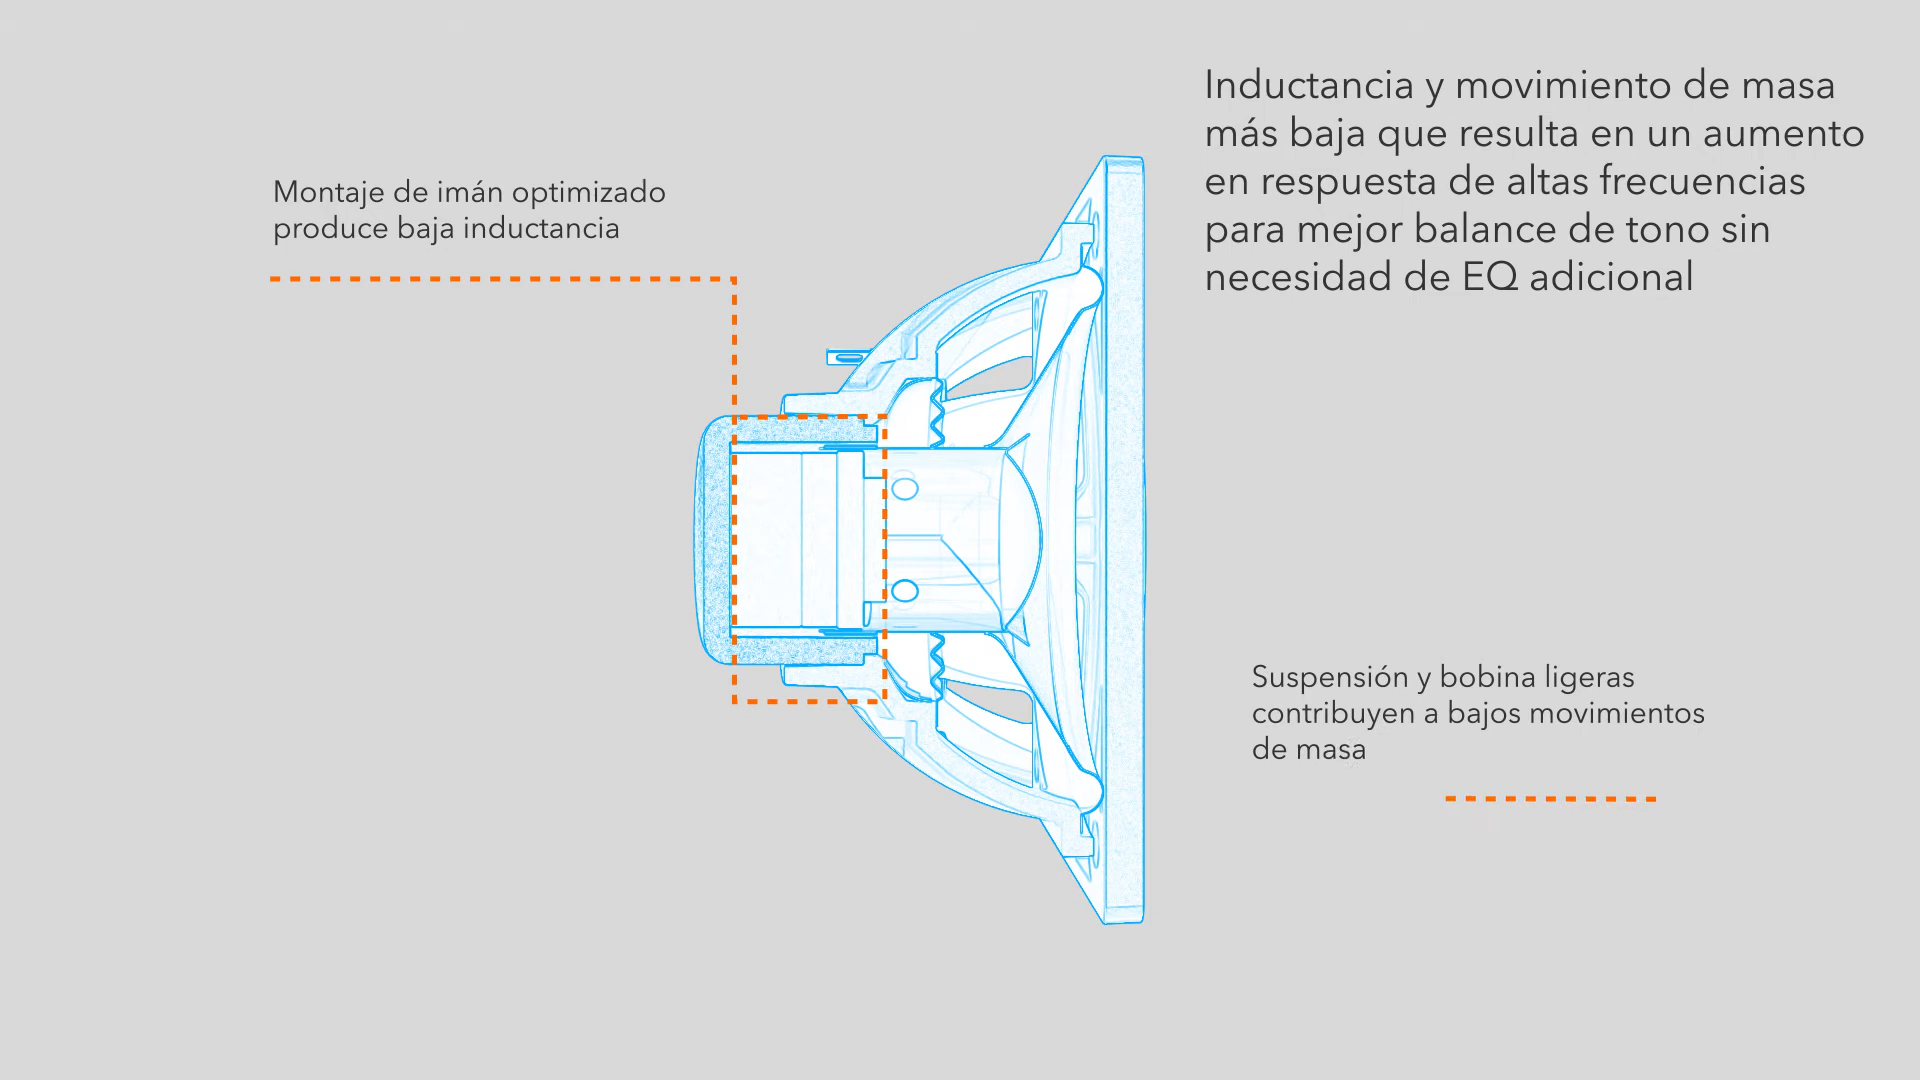 Inductancia y movimiento de masa
más baja que resulta en un aumento
en respuesta de altas frecuencias
para mejor balance de tono sin
necesidad de EQ adicional
Montaje de imán optimizado
produce baja inductancia
Suspensión y bobina ligeras
contribuyen a bajos movimientos
de masa